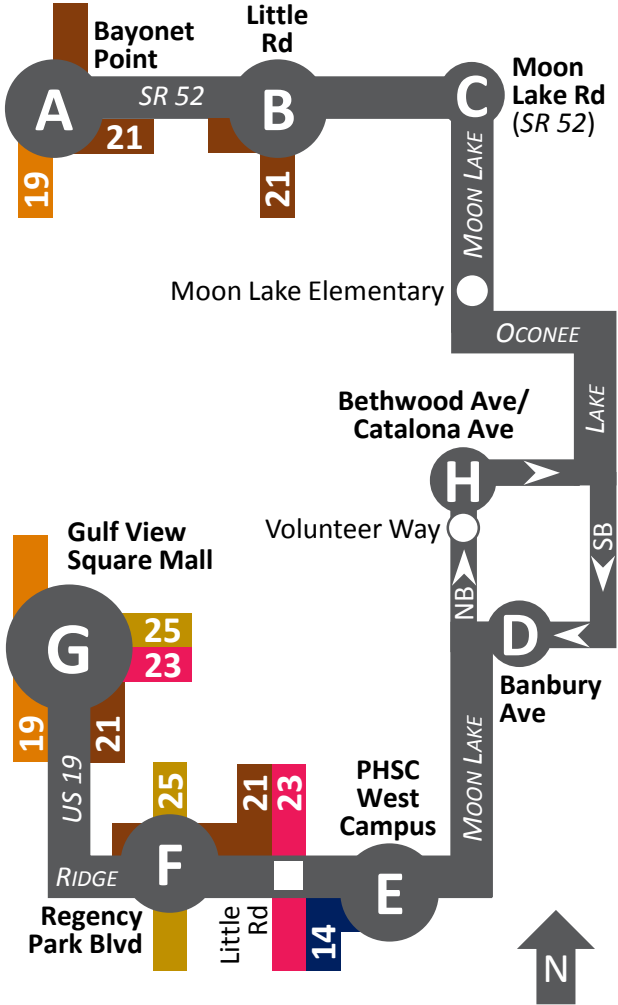 Bayonet
Point
Little
Rd
A
SR 52
B
C
Moon
Lake Rd
(SR 52)
21
19
21
MOON LAKE
Moon Lake Elementary
OCONEE
LAKE
Bethwood Ave/
Catalona Ave
H
Volunteer Way
SB
NB
D
Banbury
Ave
Gulf View
Square Mall
G
25
23
19
21
US 19
25
21
23
PHSC
West
Campus
MOON LAKE
RIDGE
F
E
Regency
Park Blvd
Little
Rd
14
N